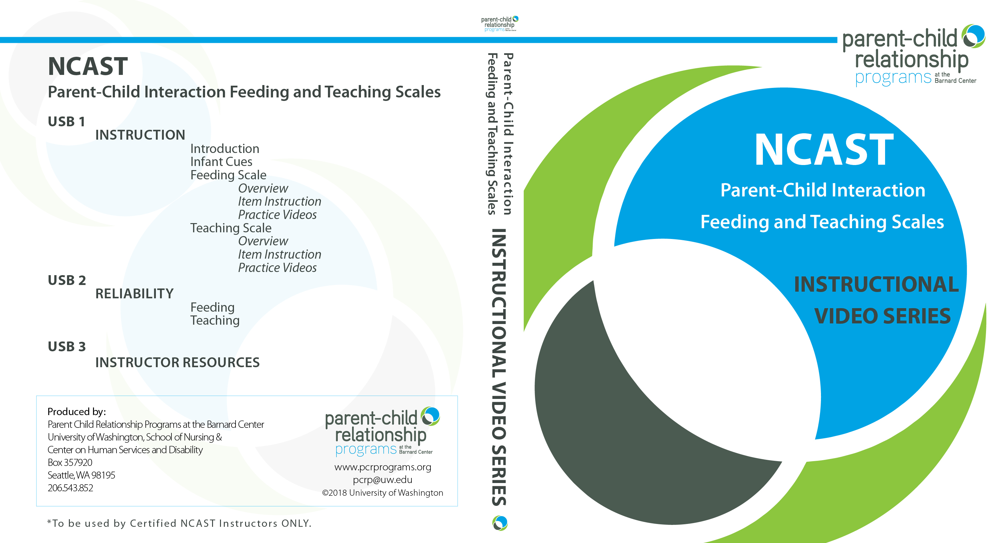 NCAST
Parent-Child Interaction Feeding and Teaching Scales
USB 1
INSTRUCTION
Introduction
Infant Cues
Feeding Scale
Overview
Item Instruction
Practice Videos
Teaching Scale
Overview
Item Instruction
Practice Videos
USB 2
RELIABILITY
Feeding
Teaching
USB 3
INSTRUCTOR RESOURCES
Produced by:
Parent Child Relationship Programs at the Barnard Center
University of Washington, School of Nursing &
Center on Human Services and Disability
Box 357920
Seattle, WA 98195
206.543.852
parent-child
relationship
programs at the
Barnard Center
www.pcrprograms.org
pcrp@uw.edu
©2018 University of Washington
*To be used by Certified NCAST Instructors ONLY.
parent-child
relationship
programs at the
Barnard Center
Parent-Child Interaction
Feeding and Teaching Scales
INSTRUCTIONAL VIDEO SERIES
parent-child
relationship
programs at the
Barnard Center
NCAST
Parent-Child Interaction
Feeding and Teaching Scales
INSTRUCTIONAL
VIDEO SERIES